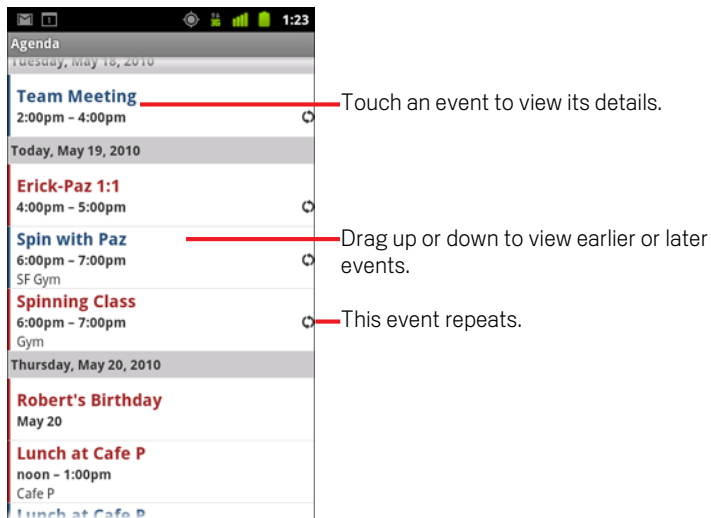 1
3G
1:23
Agenda
Tuesday, May 18, 2010
Team Meeting
2:00pm – 4:00pm
Touch an event to view its details.
Today, May 19, 2010
Erick-Paz 1:1
4:00pm – 5:00pm
Spin with Paz
6:00pm – 7:00pm
SF Gym
Drag up or down to view earlier or later
events.
Spinning Class
6:00pm – 7:00pm
Gym
This event repeats.
Thursday, May 20, 2010
Robert's Birthday
May 20
Lunch at Cafe P
noon – 1:00pm
Cafe P
Lunch at Cafe P